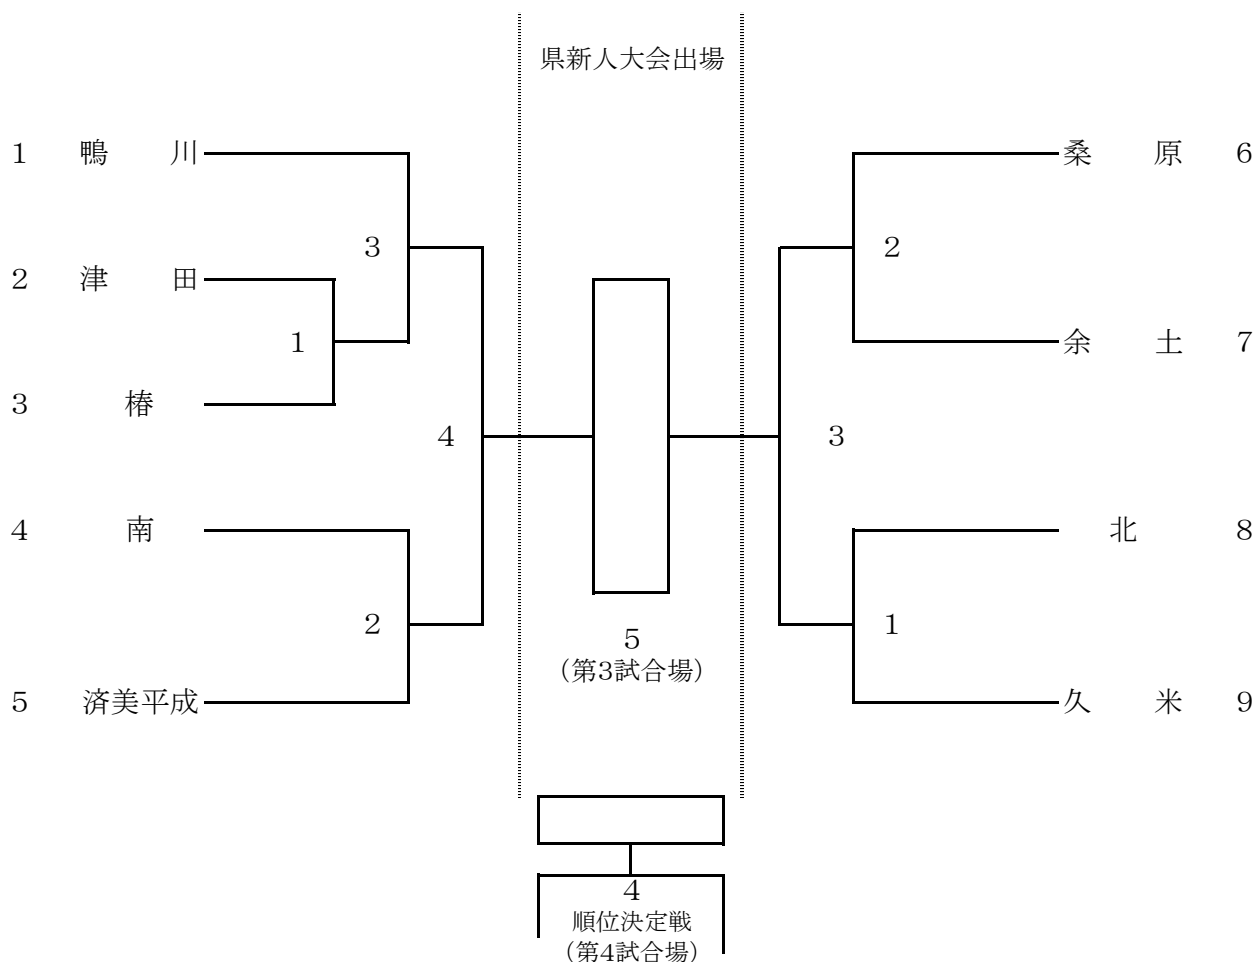 県新人大会出場
1 鴨川
桑原 6
3
2
2 津田
1
余土 7
3 椿
4
3
4 南
北 8
2
1
5
（第3試合場）
5 済美平成
久米 9
4
順位決定戦
（第4試合場）